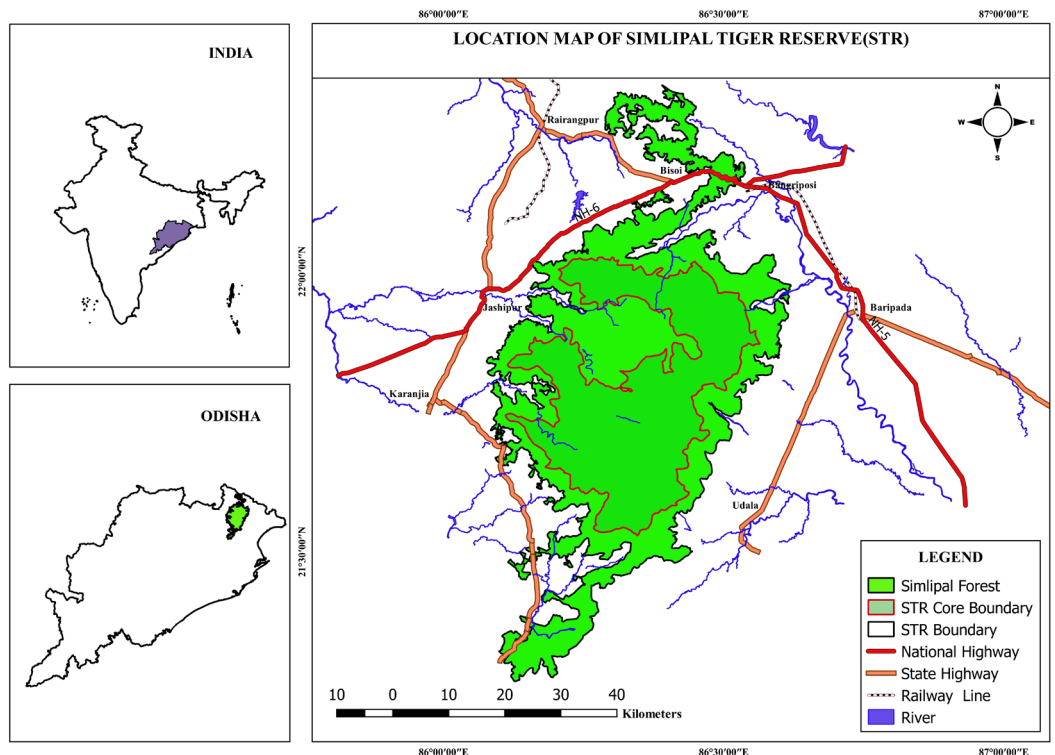 86°00'00"E
86°30'00"E
87°00'00"E
INDIA
LOCATION MAP OF SIMLIPAL TIGER RESERVE(STR)
N
W
E
S
Rairangpur
Bisoi
Bangriposi
NH-6
22°00'00"N
Jashipur
Baripada
NH-5
Karanjia
ODISHA
Udala
21°30'00"N
LEGEND
Simlipal Forest
STR Core Boundary
STR Boundary
National Highway
State Highway
Railway Line
River
10 0 10 20 30 40
Kilometers
86°00'00"E
86°30'00"E
87°00'00"E